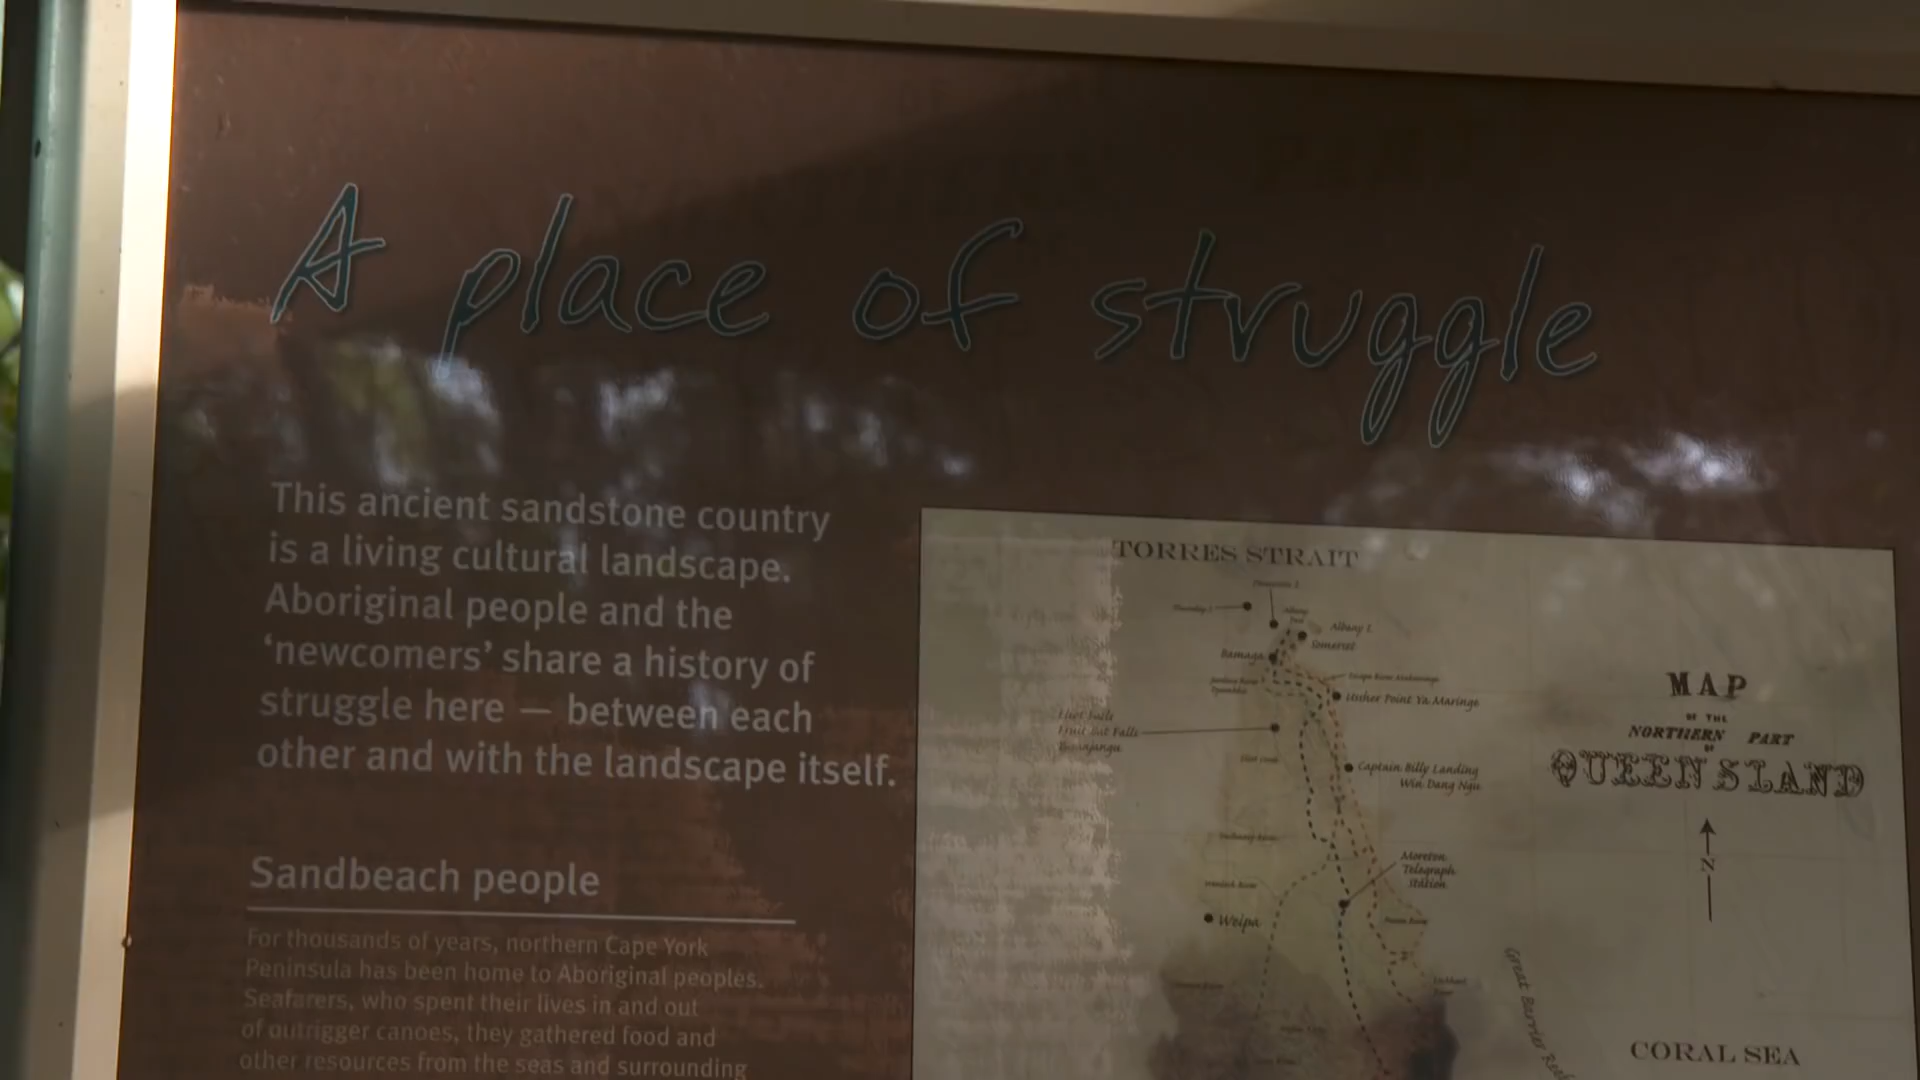 A place of struggle
This ancient sandstone country
is a living cultural landscape.
Aboriginal people and the
‘newcomers’ share a history of
struggle here — between each
other and with the landscape itself.
Sandbeach people
For thousands of years, northern Cape York
Peninsula has been home to Aboriginal peoples.
Seafarers, who spent their lives in and out
of outrigger canoes, they gathered food and
other resources from the seas and surrounding
TORRES STRAIT
Albany I.
Somerset
Bamaga
Ussher Point Ya Maringe
Fruit Bat Falls
Captain Billy Landing
Win Dang Ngu
Moreton
Telegraph
Station
Weipa
MAP
OF THE
NORTHERN PART
OF
QUEENSLAND
N
Great Barrier Reef
CORAL SEA